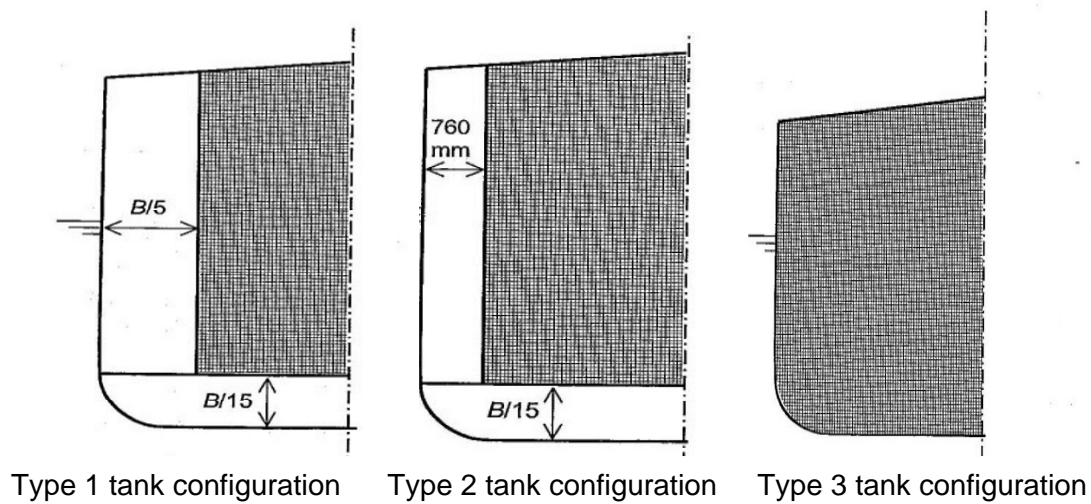 B/5
B/15
760
mm
B/15
Type 1 tank configuration
Type 2 tank configuration
Type 3 tank configuration